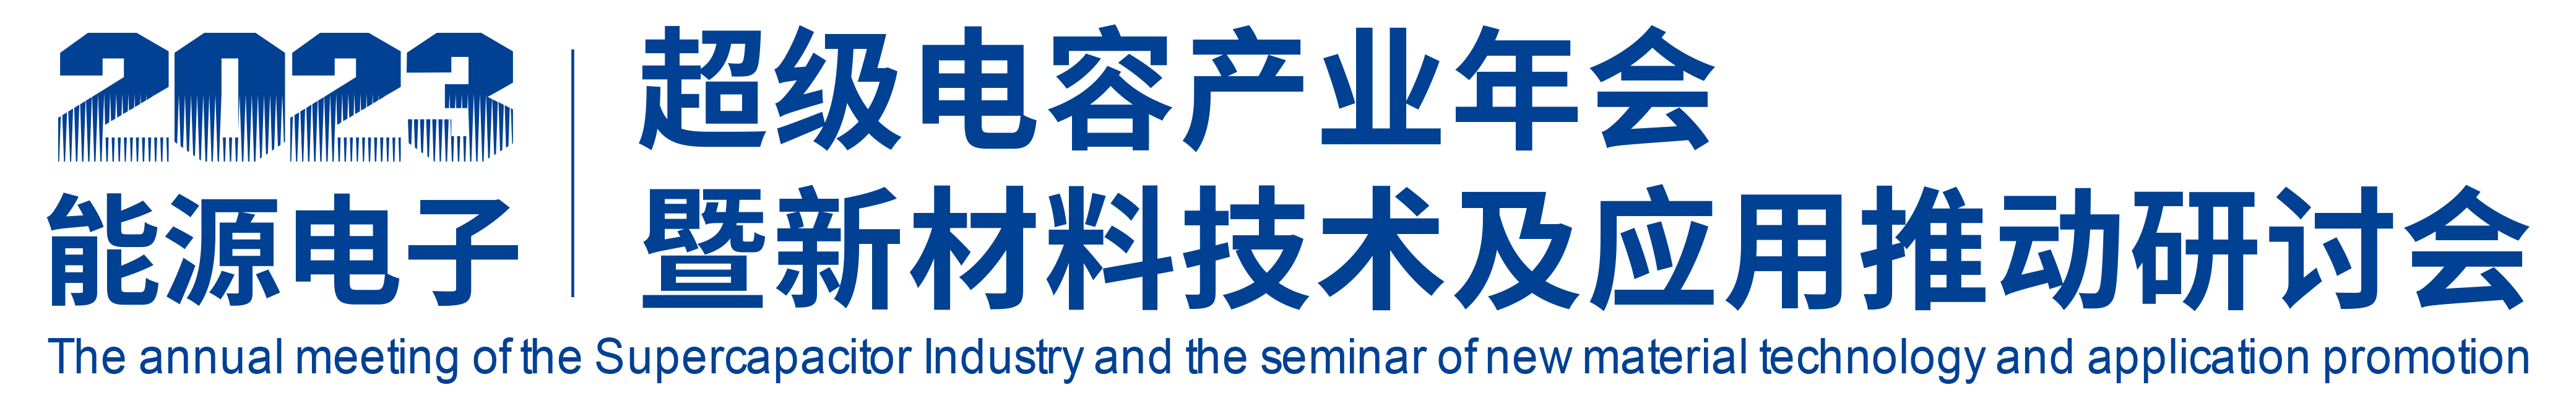 2023
能源电子
超级电容产业年会
暨新材料技术及应用推动研讨会
The annual meeting of the Supercapacitor Industry and the seminar of new material technology and application promotion